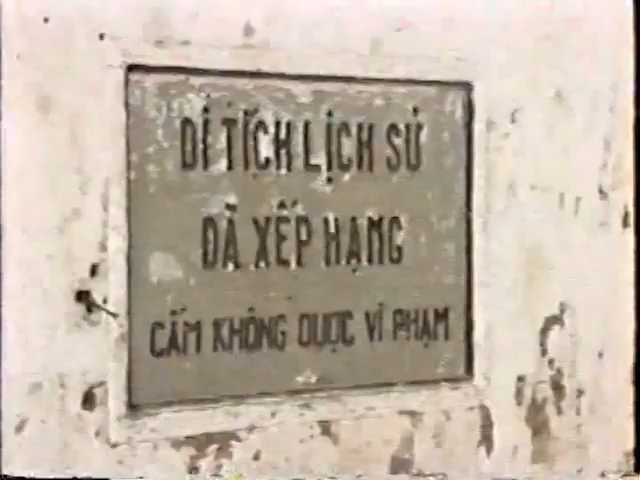 DI TÍCH LỊCH SỬ
ĐÃ XẾP HẠNG
CẤM KHÔNG ĐƯỢC VI PHẠM